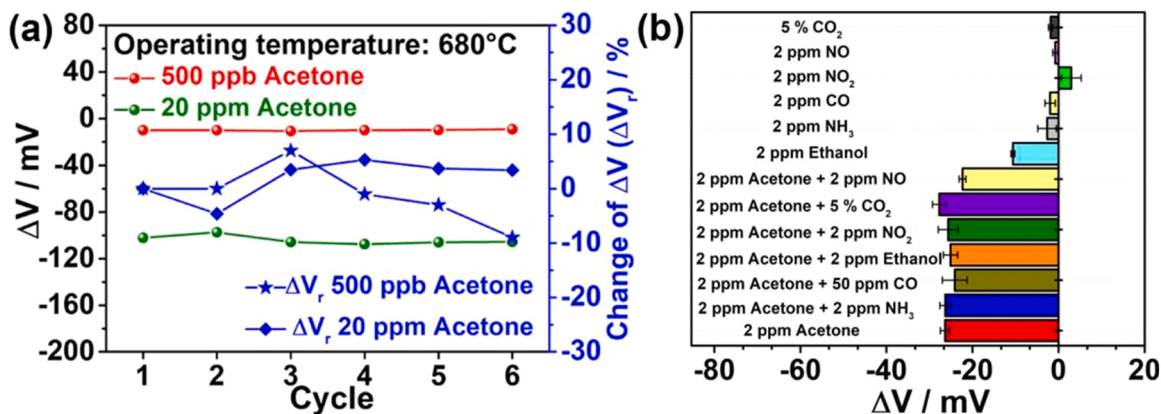 (a)
Operating temperature: 680°C
500 ppb Acetone
20 ppm Acetone
ΔVr 500 ppb Acetone
ΔVr 20 ppm Acetone
ΔV / mV
80
40
0
-40
-80
-120
-160
-200
Change of ΔV (ΔVr) / %
30
20
10
0
-10
-20
-30
1 2 3 4 5 6
Cycle
(b)
5 % CO2
2 ppm NO
2 ppm NO2
2 ppm CO
2 ppm NH3
2 ppm Ethanol
2 ppm Acetone + 2 ppm NO
2 ppm Acetone + 5 % CO2
2 ppm Acetone + 2 ppm NO2
2 ppm Acetone + 2 ppm Ethanol
2 ppm Acetone + 50 ppm CO
2 ppm Acetone + 2 ppm NH3
2 ppm Acetone
-80 -60 -40 -20 0 20
ΔV / mV